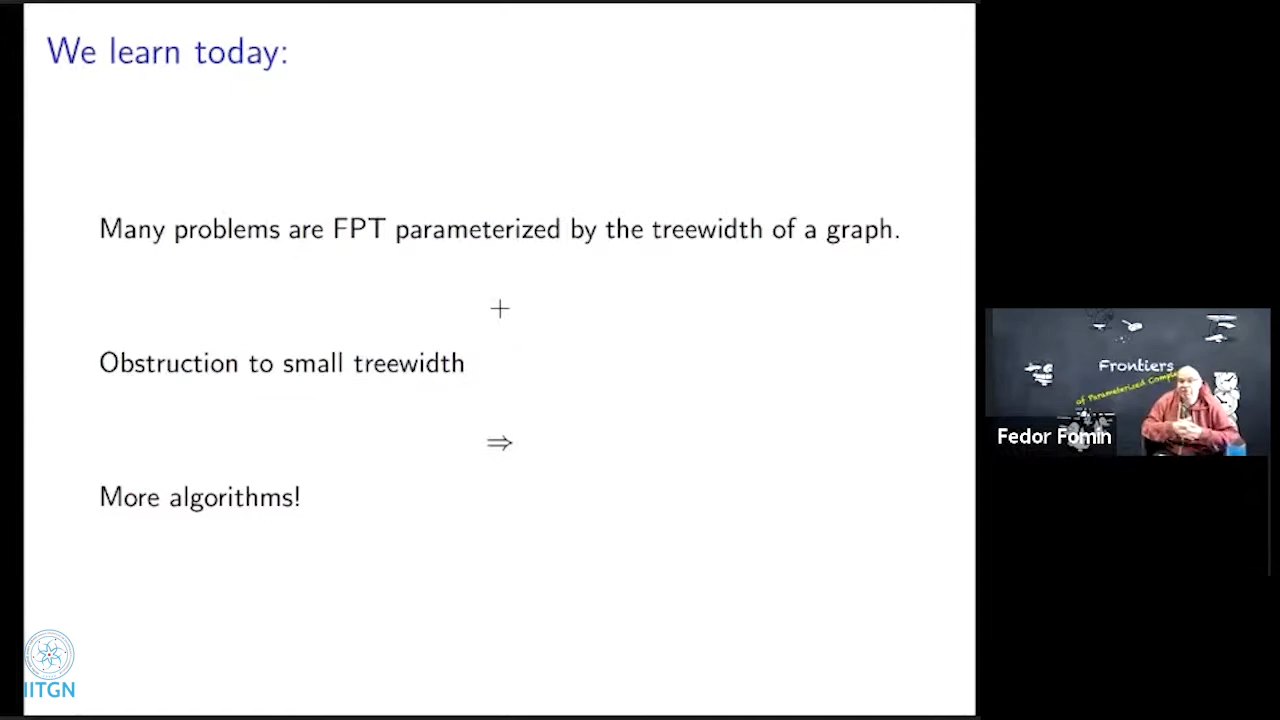 We learn today:
Many problems are FPT parameterized by the treewidth of a graph.
+
Obstruction to small treewidth
⇒
More algorithms!
Frontiers
of Parameterized
Fedor Fomin
IITGN